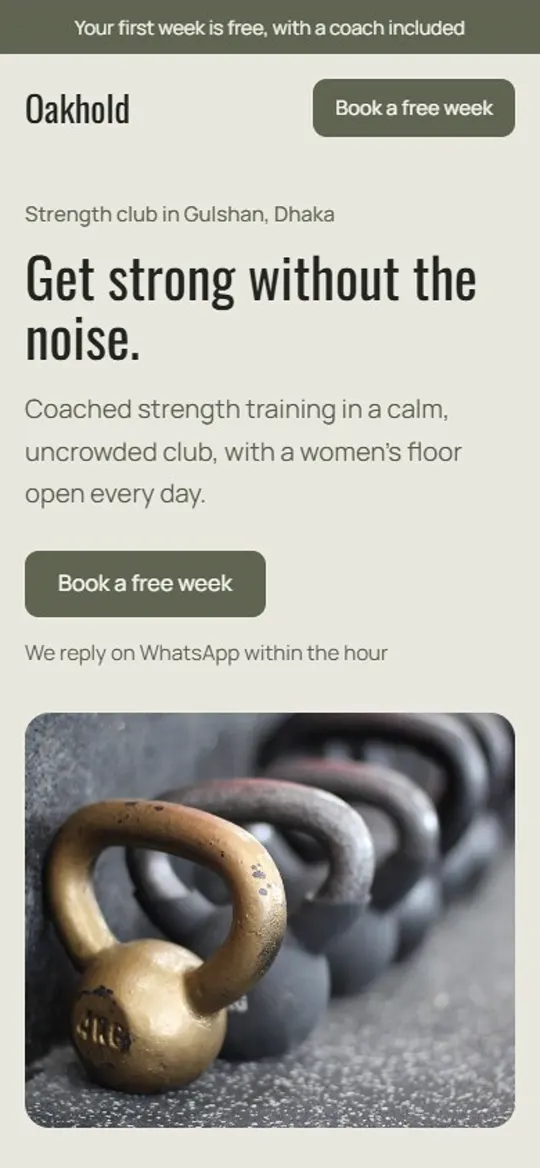 Your first week is free, with a coach included
Oakhold
Book a free week
Strength club in Gulshan, Dhaka
Get strong without the
noise.
Coached strength training in a calm,
uncrowded club, with a women’s floor
open every day.
Book a free week
We reply on WhatsApp within the hour
4KG